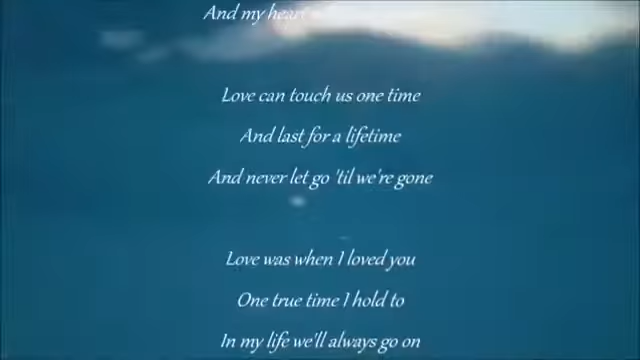 And my heart
Love can touch us one time
And last for a lifetime
And never let go 'til we're gone
Love was when I loved you
One true time I hold to
In my life we'll always go on